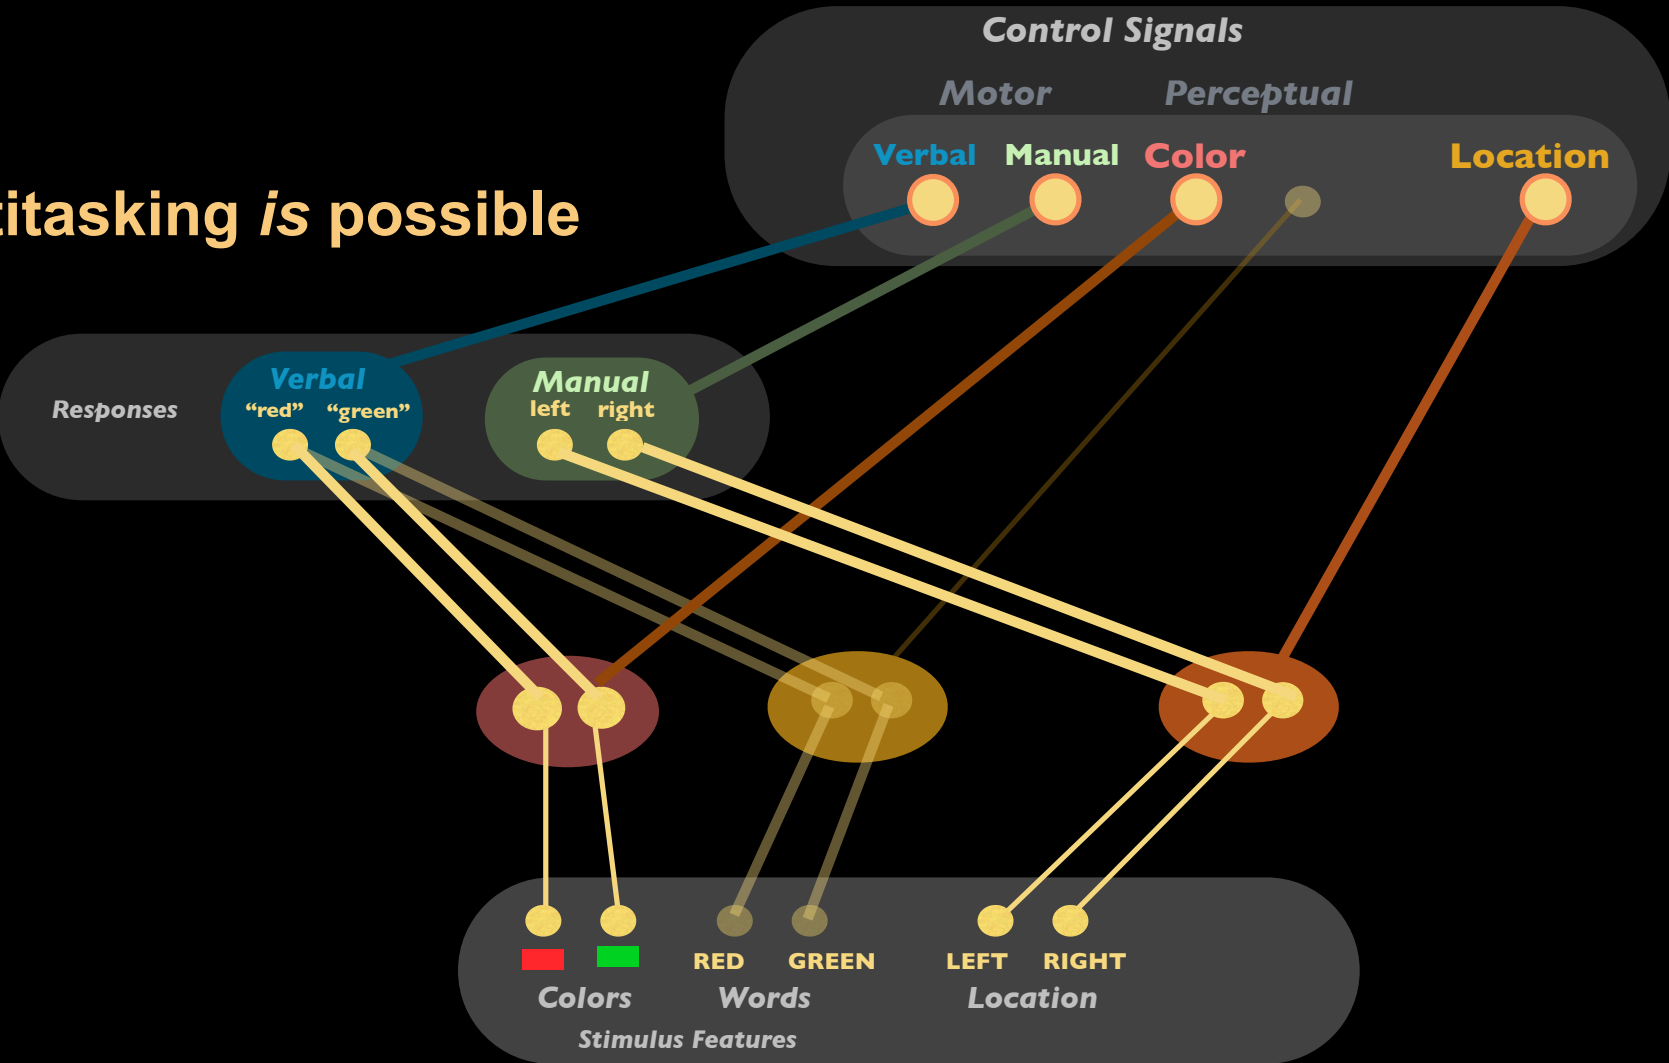 Control Signals
Motor Perceptual
Verbal Manual Color Location
titasking is possible
Verbal Manual
Responses "red" "green" left right
RED GREEN LEFT RIGHT
Colors Words Location
Stimulus Features